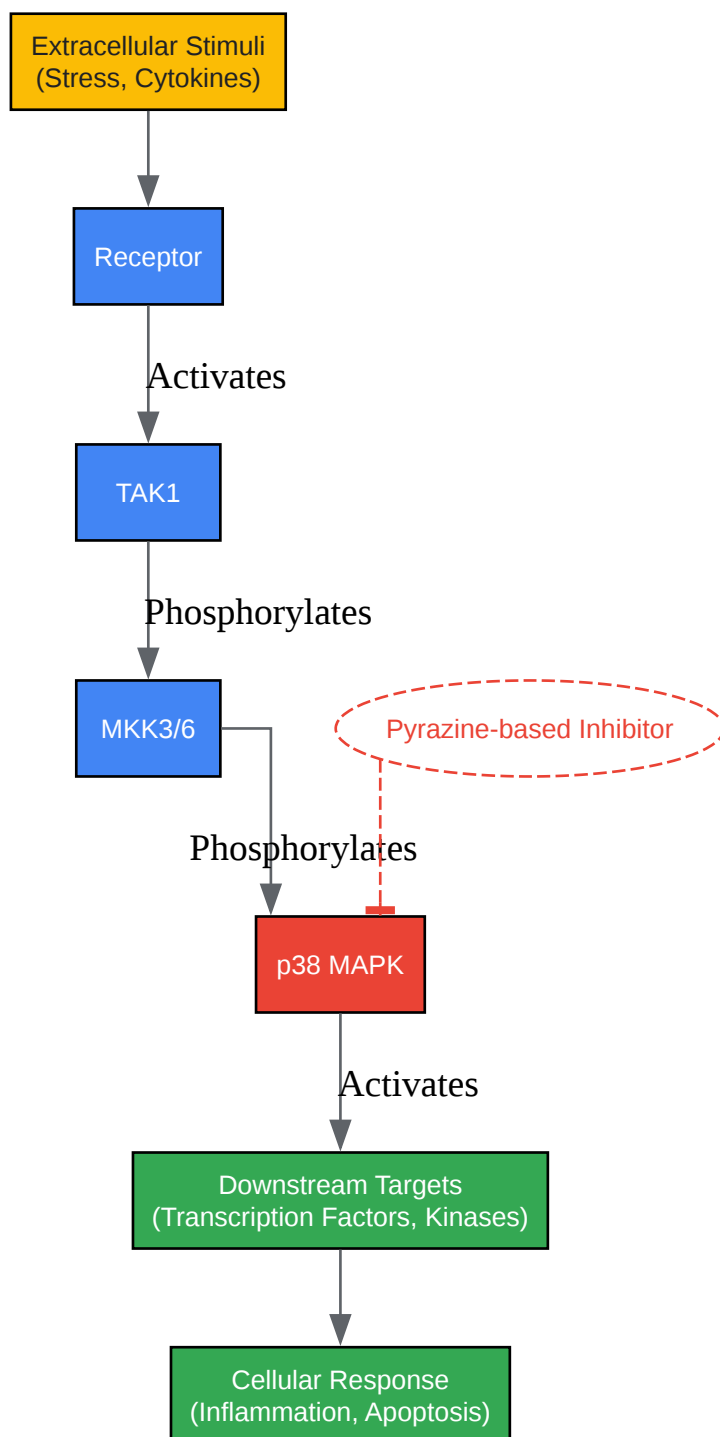 Extracellular Stimuli
(Stress, Cytokines)
Receptor
Activates
TAK1
Phosphorylates
MKK3/6
Pyrazine-based Inhibitor
Phosphorylates
p38 MAPK
Activates
Downstream Targets
(Transcription Factors, Kinases)
Cellular Response
(Inflammation, Apoptosis)